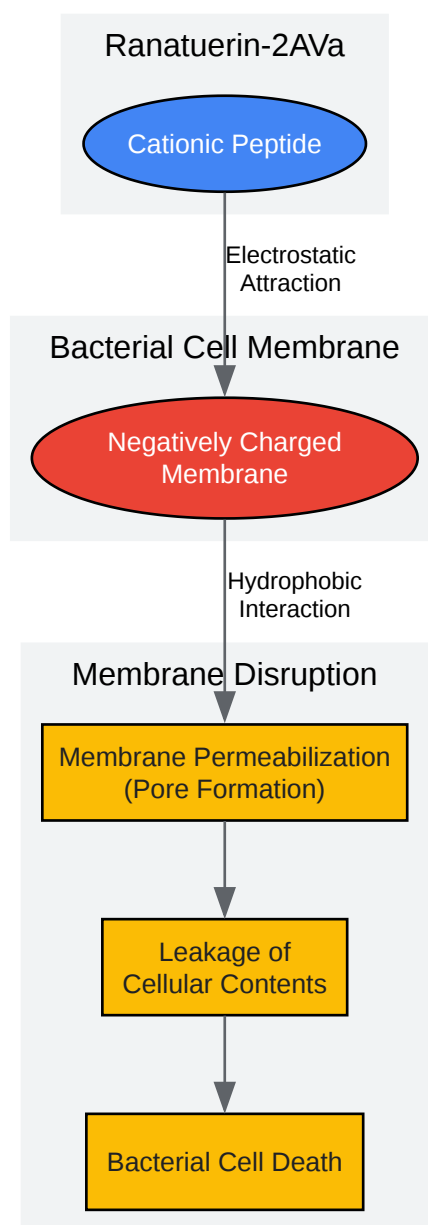 Ranatuerin-2AVa
Cationic Peptide
Electrostatic
Attraction
Bacterial Cell Membrane
Negatively Charged
Membrane
Hydrophobic
Interaction
Membrane Disruption
Membrane Permeabilization
(Pore Formation)
Leakage of
Cellular Contents
Bacterial Cell Death